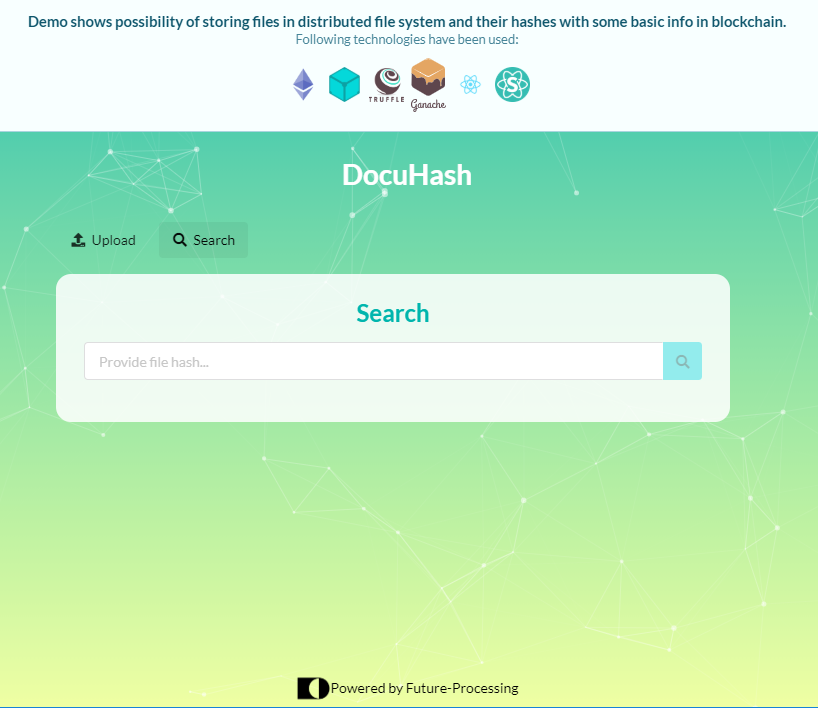 Demo shows possibility of storing files in distributed file system and their hashes with some basic info in blockchain.
Following technologies have been used:
TRUFFLE
Ganache
S
DocuHash
Upload
Search
Search
Provide file hash...
Powered by Future-Processing